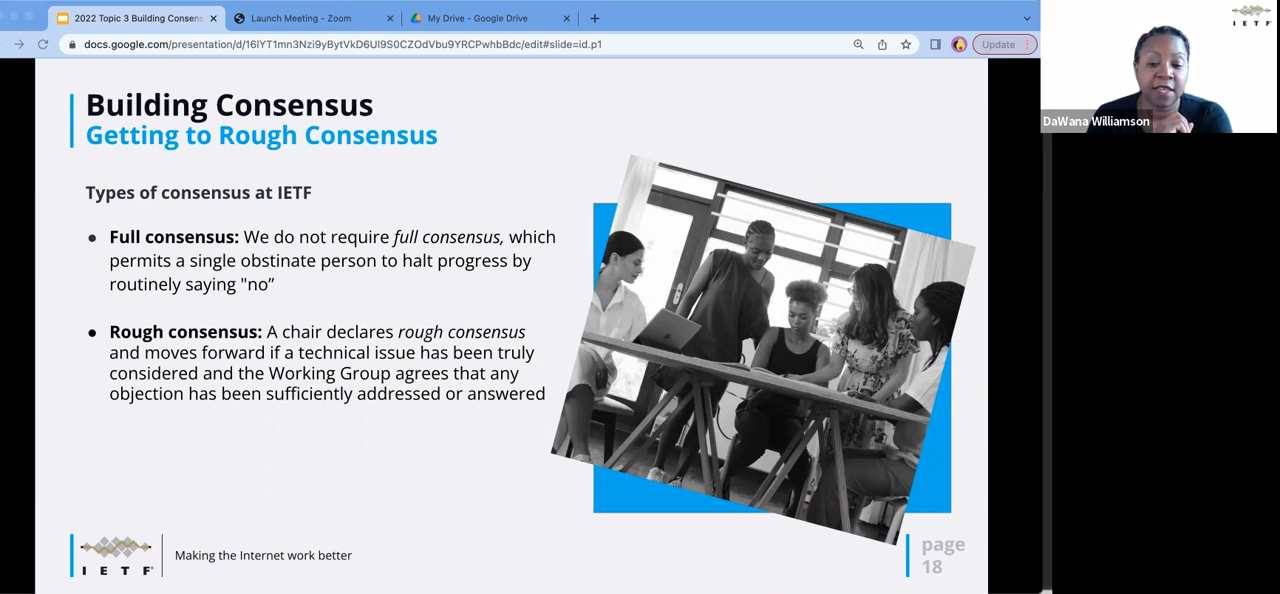 2022 Topic 3 Building Consens
Launch Meeting - Zoom
My Drive - Google Drive
docs.google.com/presentation/d/16lYT1mn3Nzi9yBytVkD6Ul9S0CZOdVbu9YRCPwhbBdc/edit#slide=id.p1
Update
IETF
DaWana Williamson
Building Consensus
Getting to Rough Consensus
Types of consensus at IETF
● Full consensus: We do not require full consensus, which
permits a single obstinate person to halt progress by
routinely saying "no”
● Rough consensus: A chair declares rough consensus
and moves forward if a technical issue has been truly
considered and the Working Group agrees that any
objection has been sufficiently addressed or answered
I E T F®
Making the Internet work better
page
18